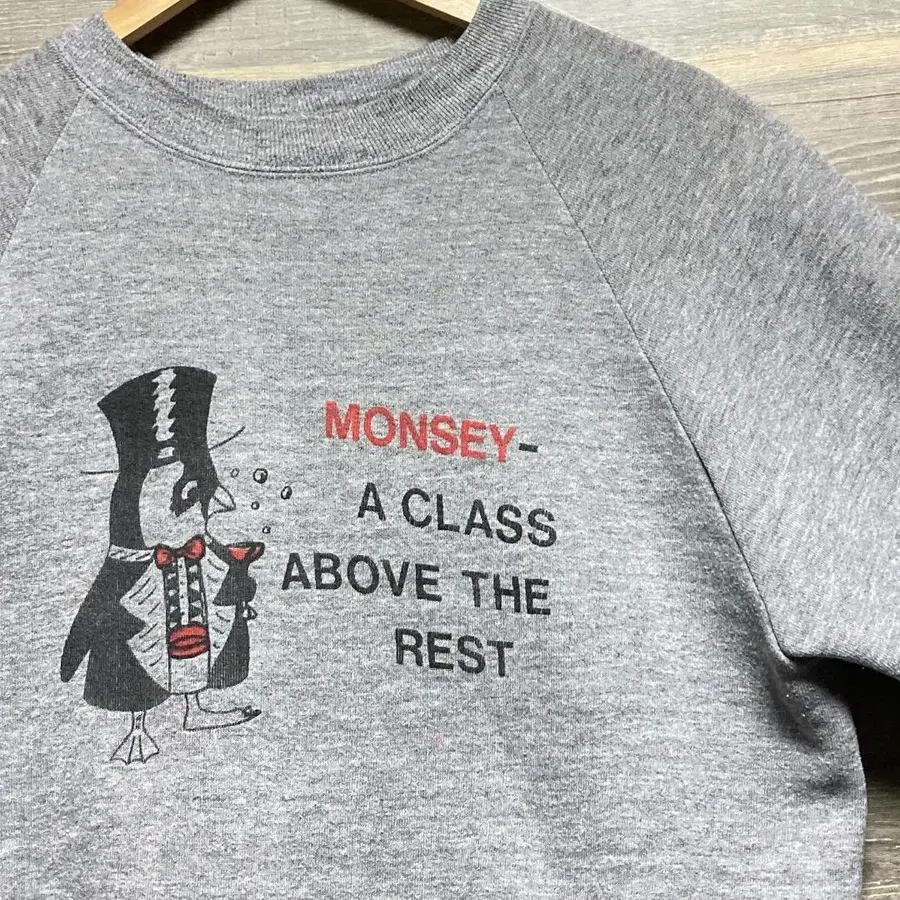 MONSEY-
A CLASS
ABOVE THE
REST